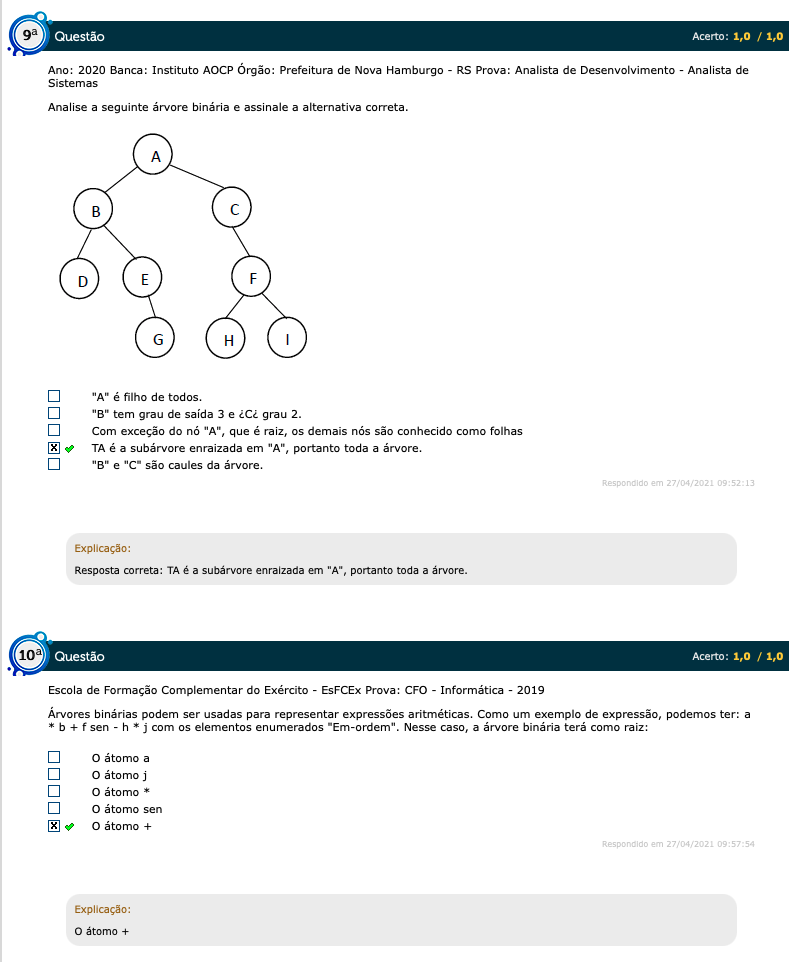 9ª Questão Acerto: 1,0 / 1,0
Ano: 2020 Banca: Instituto AOCP Órgão: Prefeitura de Nova Hamburgo - RS Prova: Analista de Desenvolvimento - Analista de
Sistemas
Analise a seguinte árvore binária e assinale a alternativa correta.
A
B C
D E F
G H I
"A" é filho de todos.
"B" tem grau de saída 3 e ¿C¿ grau 2.
Com exceção do nó "A", que é raiz, os demais nós são conhecido como folhas
X TA é a subárvore enraizada em "A", portanto toda a árvore.
"B" e "C" são caules da árvore.
Respondido em 27/04/2021 09:52:13
Explicação:
Resposta correta: TA é a subárvore enraizada em "A", portanto toda a árvore.
10ª Questão Acerto: 1,0 / 1,0
Escola de Formação Complementar do Exército - EsFCEx Prova: CFO - Informática - 2019
Árvores binárias podem ser usadas para representar expressões aritméticas. Como um exemplo de expressão, podemos ter: a
* b + f sen - h * j com os elementos enumerados "Em-ordem". Nesse caso, a árvore binária terá como raiz:
O átomo a
O átomo j
O átomo *
O átomo sen
X O átomo +
Respondido em 27/04/2021 09:57:54
Explicação:
O átomo +